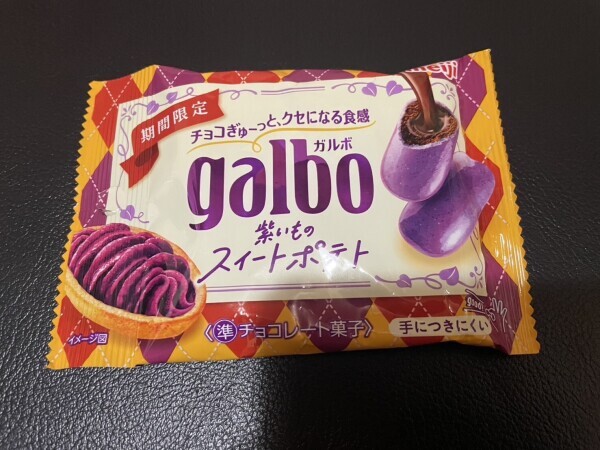 meiji
期間限定
チョコぎゅーっと、クセになる食感
ガルボ
galbo
紫いもの
スイートポテト
《準チョコレート菓子》
手につきにくい
イメージ図